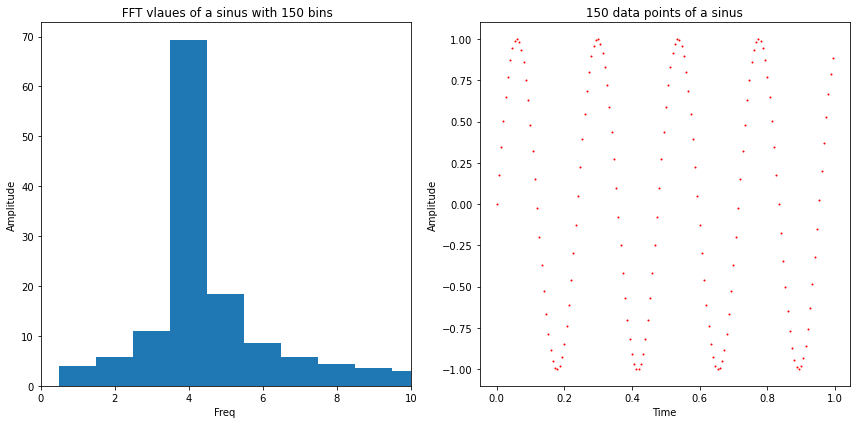 FFT vlaues of a sinus with 150 bins
70
60
50
40
30
20
10
0
Amplitude
0 2 4 6 8 10
Freq
150 data points of a sinus
1.00
0.75
0.50
0.25
0.00
−0.25
−0.50
−0.75
−1.00
Amplitude
0.0 0.2 0.4 0.6 0.8 1.0
Time